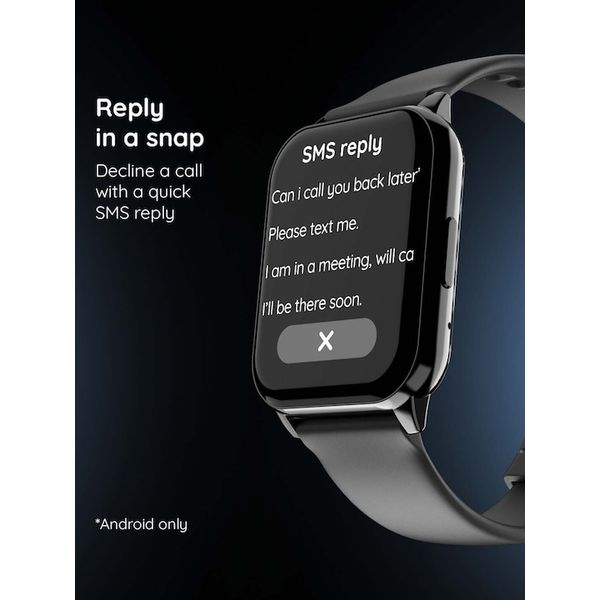 Reply
in a snap
Decline a call
with a quick
SMS reply
SMS reply
Can i call you back later'
Please text me.
I am in a meeting, will ca
I'll be there soon.
X
*Android only